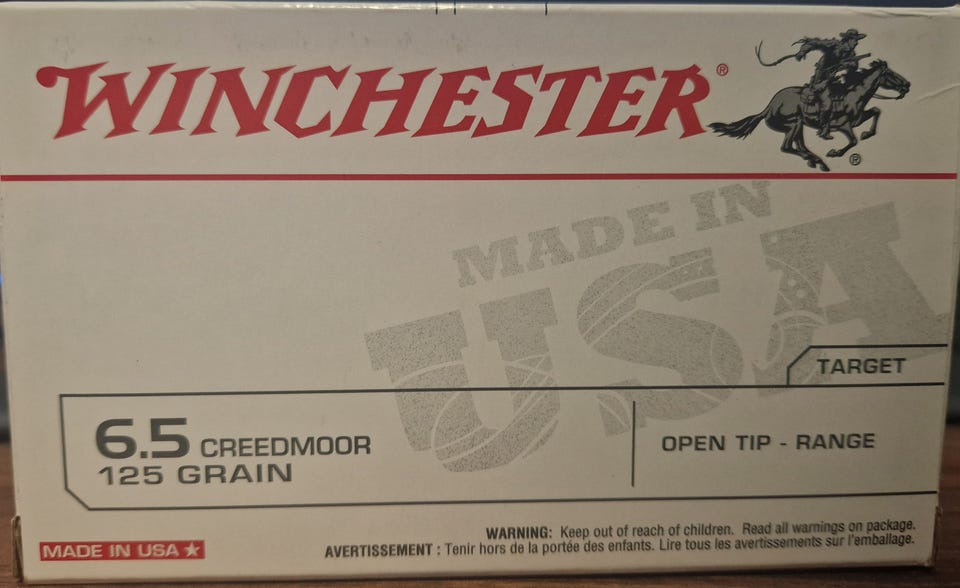 WINCHESTER®
MADE IN
USA
TARGET
6.5 CREEDMOOR
125 GRAIN
OPEN TIP - RANGE
WARNING: Keep out of reach of children. Read all warnings on package.
AVERTISSEMENT : Tenir hors de la portée des enfants. Lire tous les avertissements sur l'emballage.
MADE IN USA ★